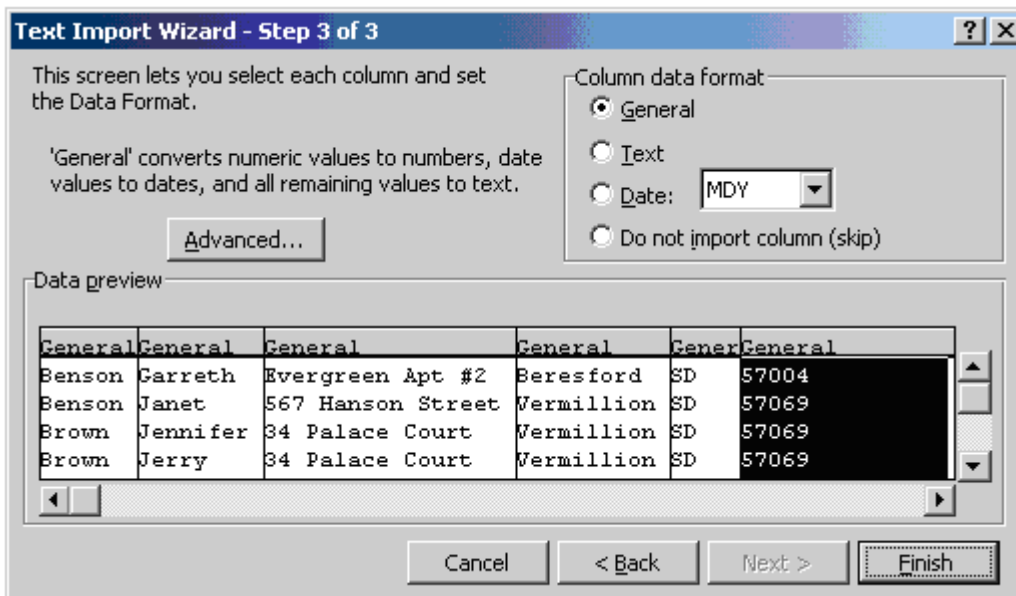 Text Import Wizard - Step 3 of 3
This screen lets you select each column and set
the Data Format.
'General' converts numeric values to numbers, date
values to dates, and all remaining values to text.
Advanced...
Column data format
General
Text
Date: MDY
Do not import column (skip)
Data preview
General General General General Gener General
Benson Garreth Evergreen Apt #2 Beresford SD 57004
Benson Janet 567 Hanson Street Vermillion SD 57069
Brown Jennifer 34 Palace Court Vermillion SD 57069
Brown Jerry 34 Palace Court Vermillion SD 57069
Cancel < Back Next > Finish